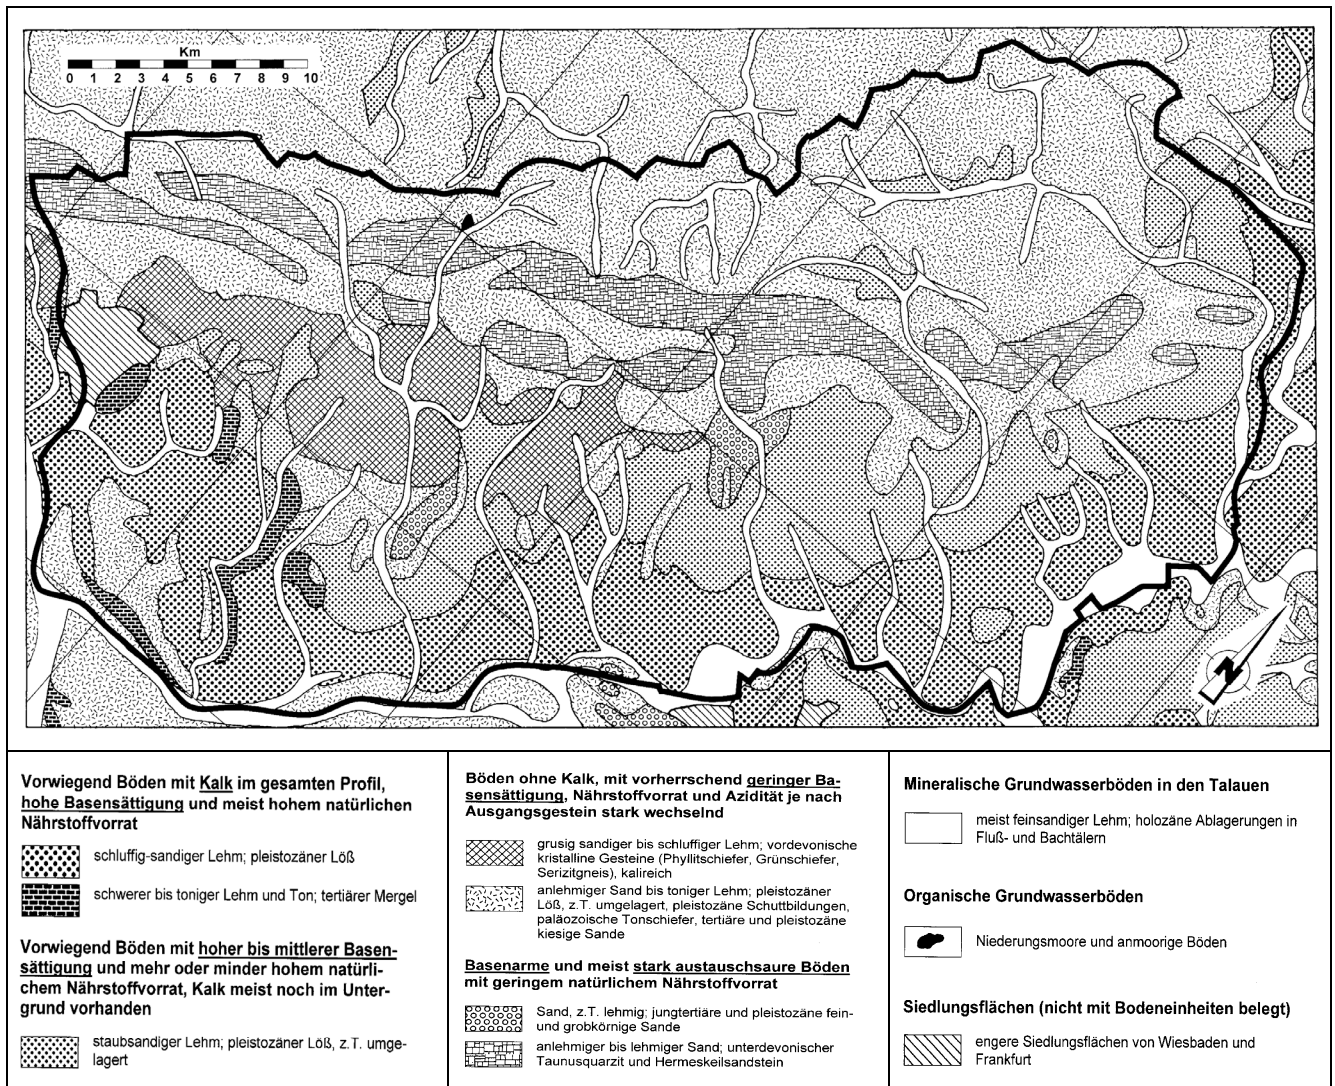 Km
0 1 2 3 4 5 6 7 8 9 10
N
Vorwiegend Böden mit Kalk im gesamten Profil,
hohe Basensättigung und meist hohem natürlichen
Nährstoffvorrat
schluffig-sandiger Lehm; pleistozäner Löß
schwerer bis toniger Lehm und Ton; tertiärer Mergel
Vorwiegend Böden mit hoher bis mittlerer Basen-
sättigung und mehr oder minder hohem natürli-
chem Nährstoffvorrat, Kalk meist noch im Unter-
grund vorhanden
staubsandiger Lehm; pleistozäner Löß, z.T. umge-
lagert
Böden ohne Kalk, mit vorherrschend geringer Ba-
sensättigung, Nährstoffvorrat und Azidität je nach
Ausgangsgestein stark wechselnd
grusig sandiger bis schluffiger Lehm; vordevonische
kristalline Gesteine (Phyllitschiefer, Grünschiefer,
Serizitgneis), kalireich
anlehmiger Sand bis toniger Lehm; pleistozäner
Löß, z.T. umgelagert, pleistozäne Schuttbildungen,
paläozoische Tonschiefer, tertiäre und pleistozäne
kiesige Sande
Basenarme und meist stark austauschsaure Böden
mit geringem natürlichem Nährstoffvorrat
Sand, z.T. lehmig; jungtertiäre und pleistozäne fein-
und grobkörnige Sande
anlehmiger bis lehmiger Sand; unterdevonischer
Taunusquarzit und Hermeskeilsandstein
Mineralische Grundwasserböden in den Talauen
meist feinsandiger Lehm; holozäne Ablagerungen in
Fluß- und Bachtälern
Organische Grundwasserböden
Niederungsmoore und anmoorige Böden
Siedlungsflächen (nicht mit Bodeneinheiten belegt)
engere Siedlungsflächen von Wiesbaden und
Frankfurt